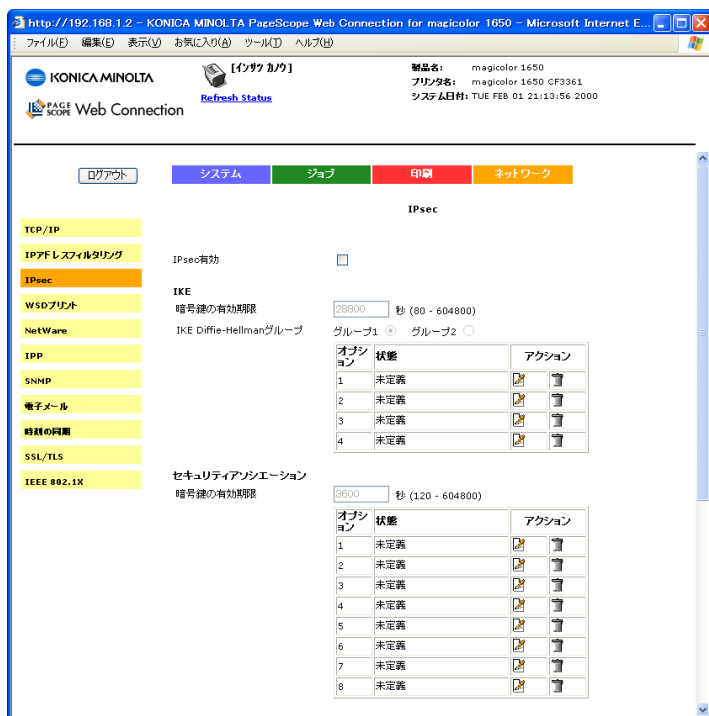 http://192.168.1.2 - KONICA MINOLTA PageScope Web Connection for magicolor 1650 - Microsoft Internet E...
ファイル(F) 編集(E) 表示(V) お気に入り(A) ツール(T) ヘルプ(H)
KONICA MINOLTA
PAGE SCOPE Web Connection
[インサツ カノウ]
Refresh Status
製品名: magicolor 1650
プリンタ名: magicolor 1650 CF3361
システム日付: TUE FEB 01 21:13:56 2000
ログアウト
システム ジョブ 印刷 ネットワーク
TCP/IP
IPアドレスフィルタリング
IPsec
WSDプリント
NetWare
IPP
SNMP
電子メール
時刻の同期
SSL/TLS
IEEE 802.1X
IPsec
IPsec有効
IKE
暗号鍵の有効期限 28800 秒 (80 - 604800)
IKE Diffie-Hellmanグループ グループ1 グループ2
オプション 状態 アクション
1 未定義
2 未定義
3 未定義
4 未定義
セキュリティアソシエーション
暗号鍵の有効期限 3600 秒 (120 - 604800)
オプション 状態 アクション
1 未定義
2 未定義
3 未定義
4 未定義
5 未定義
6 未定義
7 未定義
8 未定義